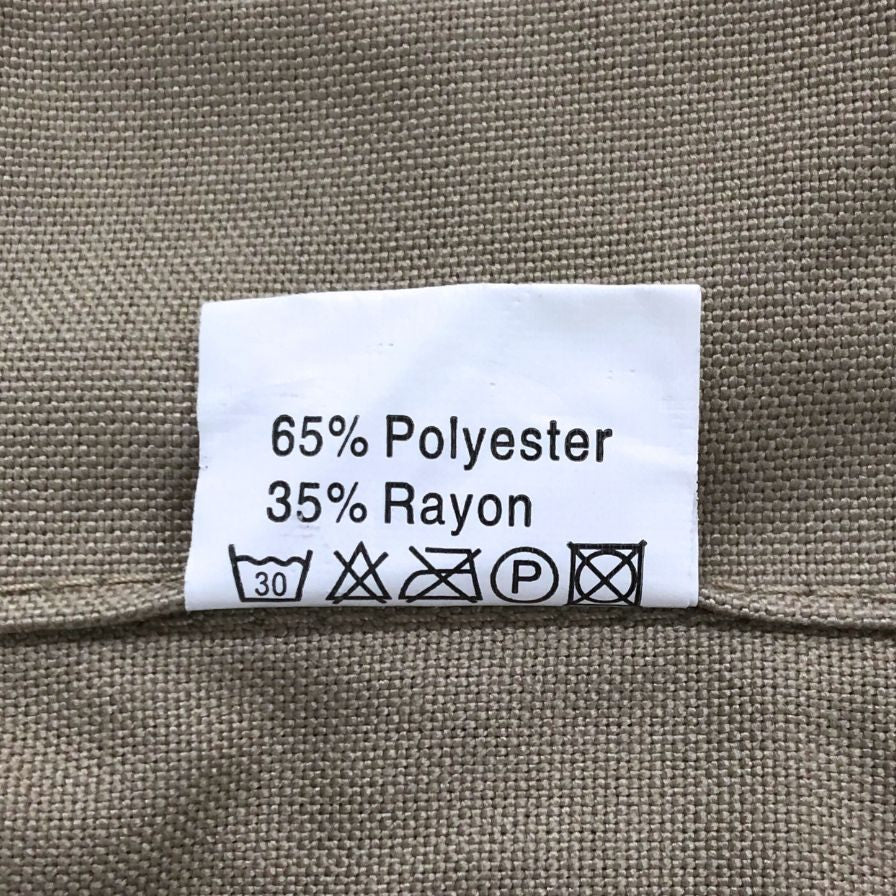 65% Polyester
35% Rayon
30 P